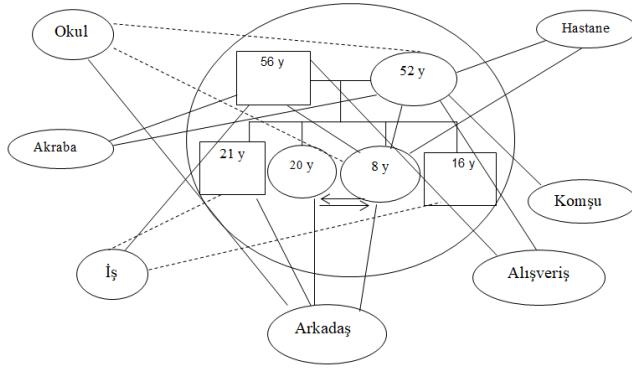 Okul
Hastane
56 y
52 y
Akraba
21 y
20 y
8 y
16 y
Komşu
İş
Alışveriş
Arkadaş